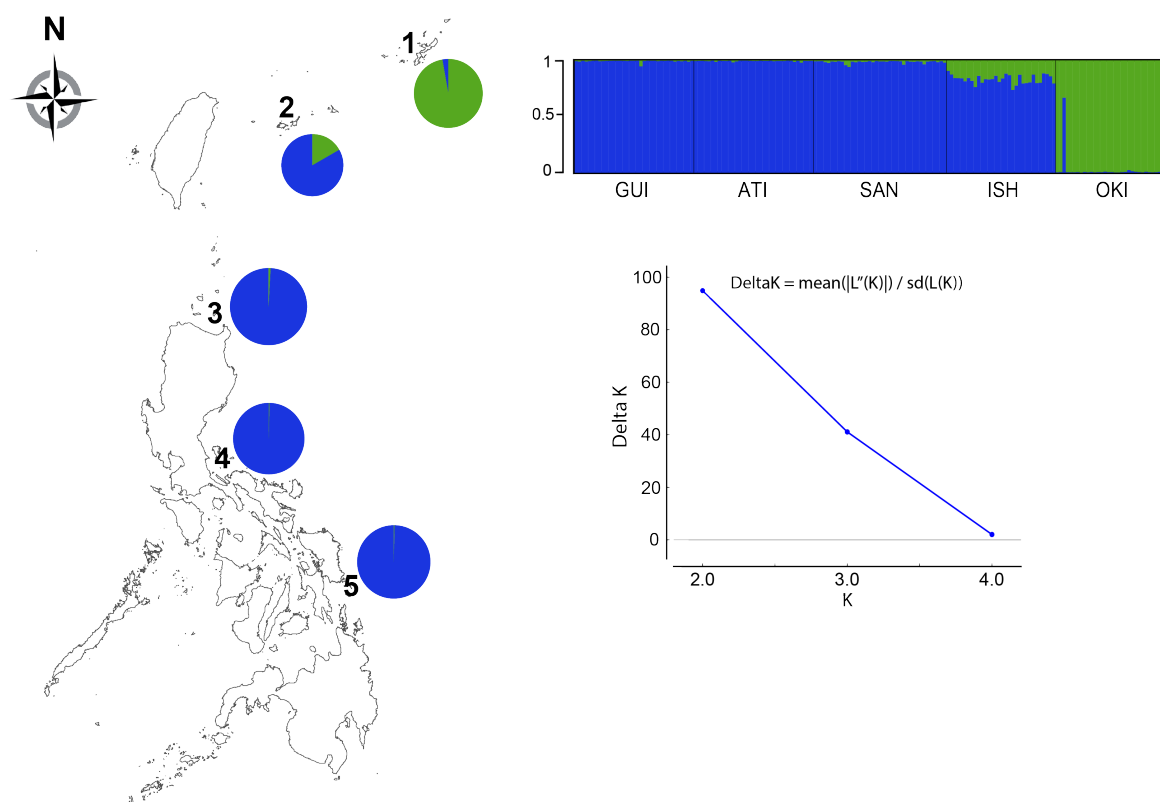 N
1
2
3
4
5
1
0.5
0
GUI ATI SAN ISH OKI
DeltaK = mean(|L”(K)|) / sd(L(K))
Delta K
100
80
60
40
20
0
2.0 3.0 4.0
K